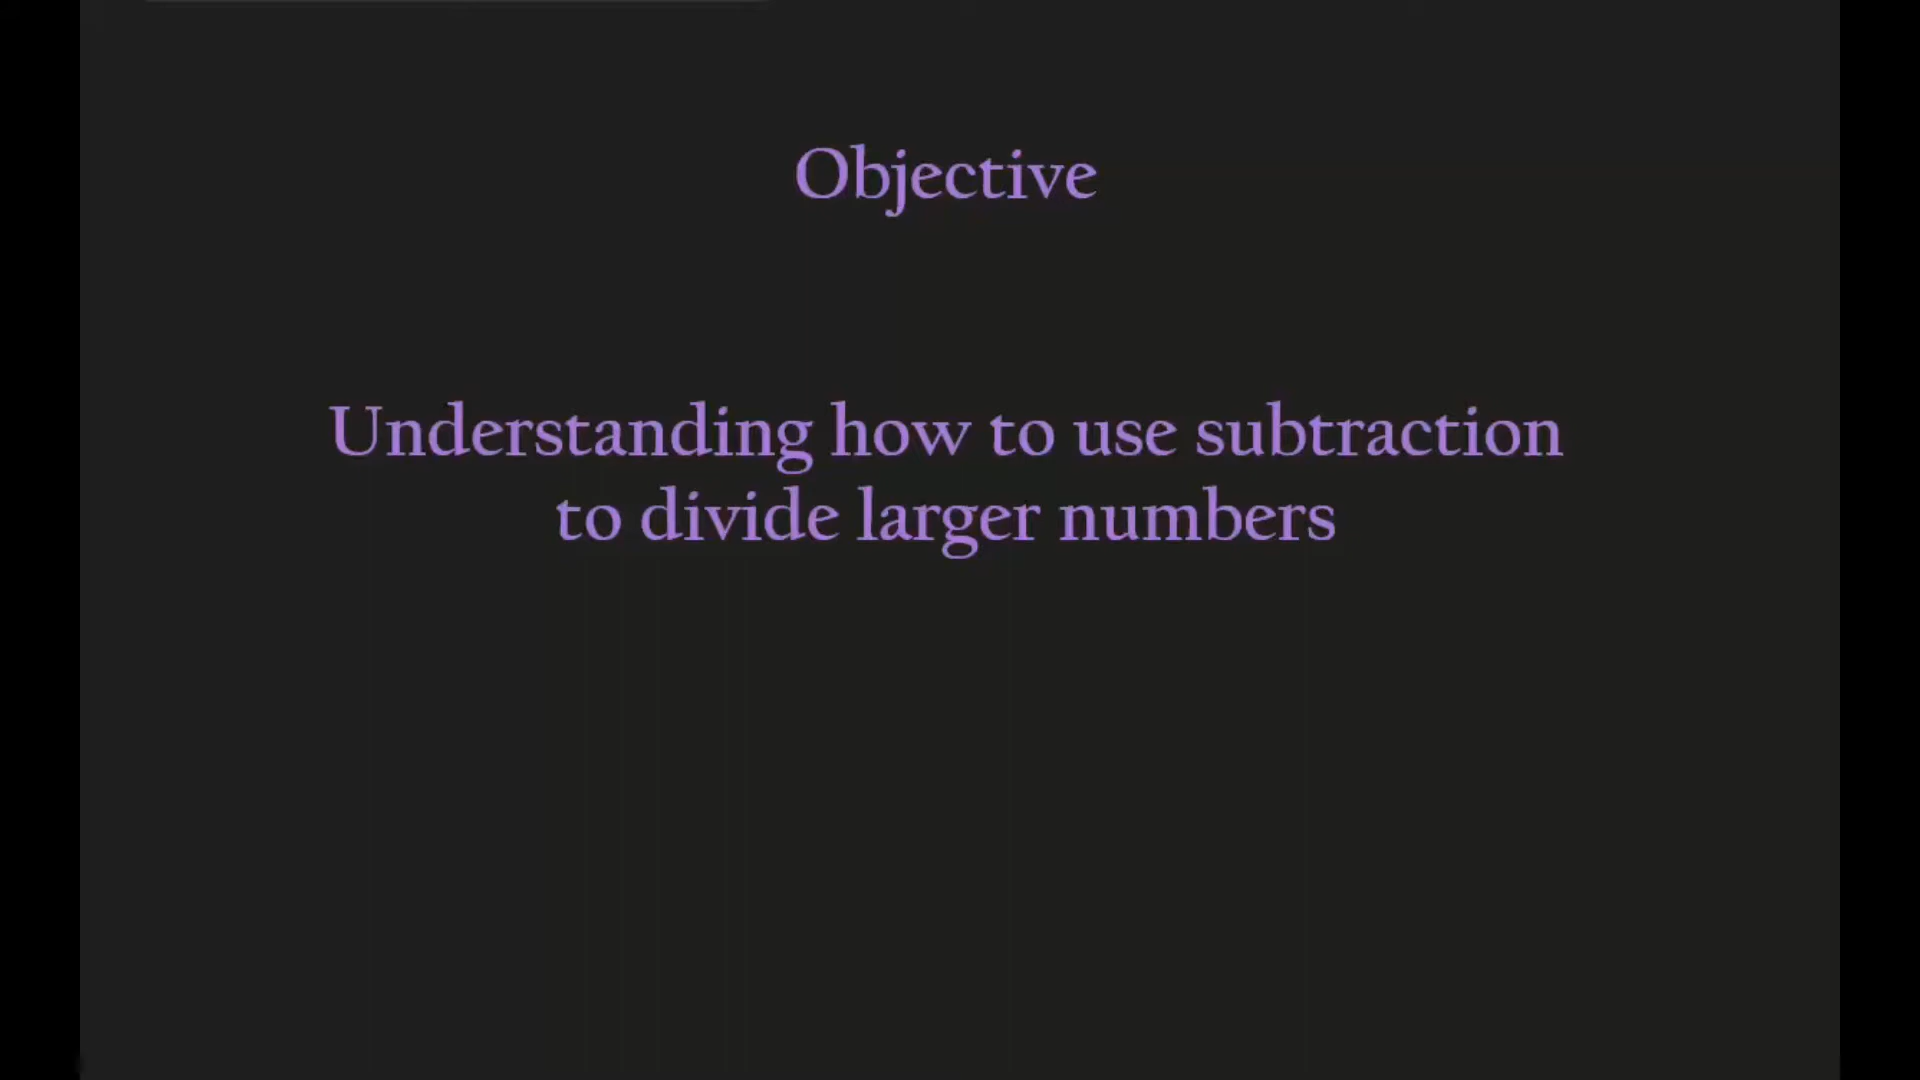 Objective
Understanding how to use subtraction
to divide larger numbers